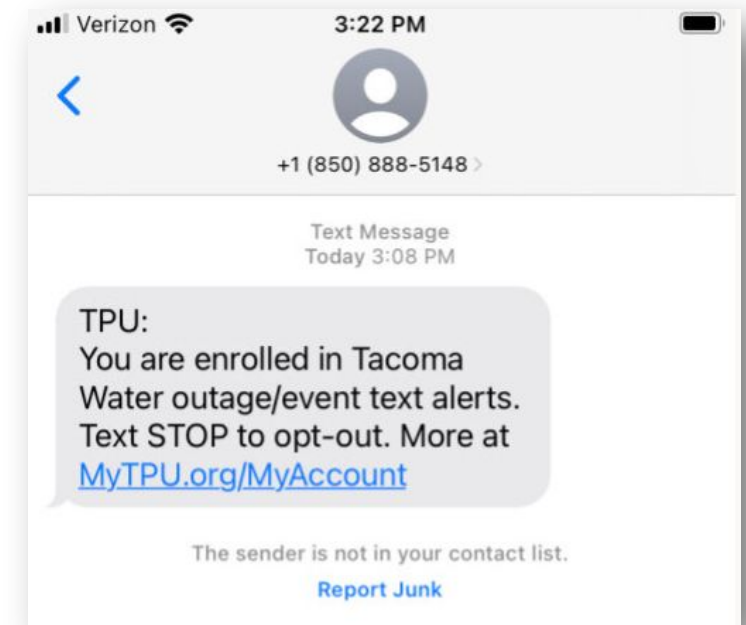 Verizon 3:22 PM
+1 (850) 888-5148 >
Text Message
Today 3:08 PM
TPU:
You are enrolled in Tacoma
Water outage/event text alerts.
Text STOP to opt-out. More at
MyTPU.org/MyAccount
The sender is not in your contact list.
Report Junk